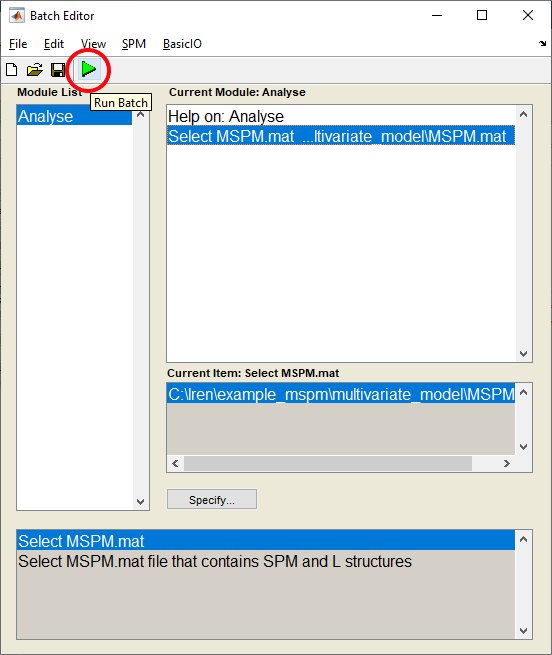 Batch Editor
File Edit View SPM BasicIO
Run Batch
Module List
Analyse
Current Module: Analyse
Help on: Analyse
Select MSPM.mat ...ltivariate_model\MSPM.mat
Current Item: Select MSPM.mat
C:\lren\example_mspm\multivariate_model\MSPM
Specify...
Select MSPM.mat
Select MSPM.mat file that contains SPM and L structures